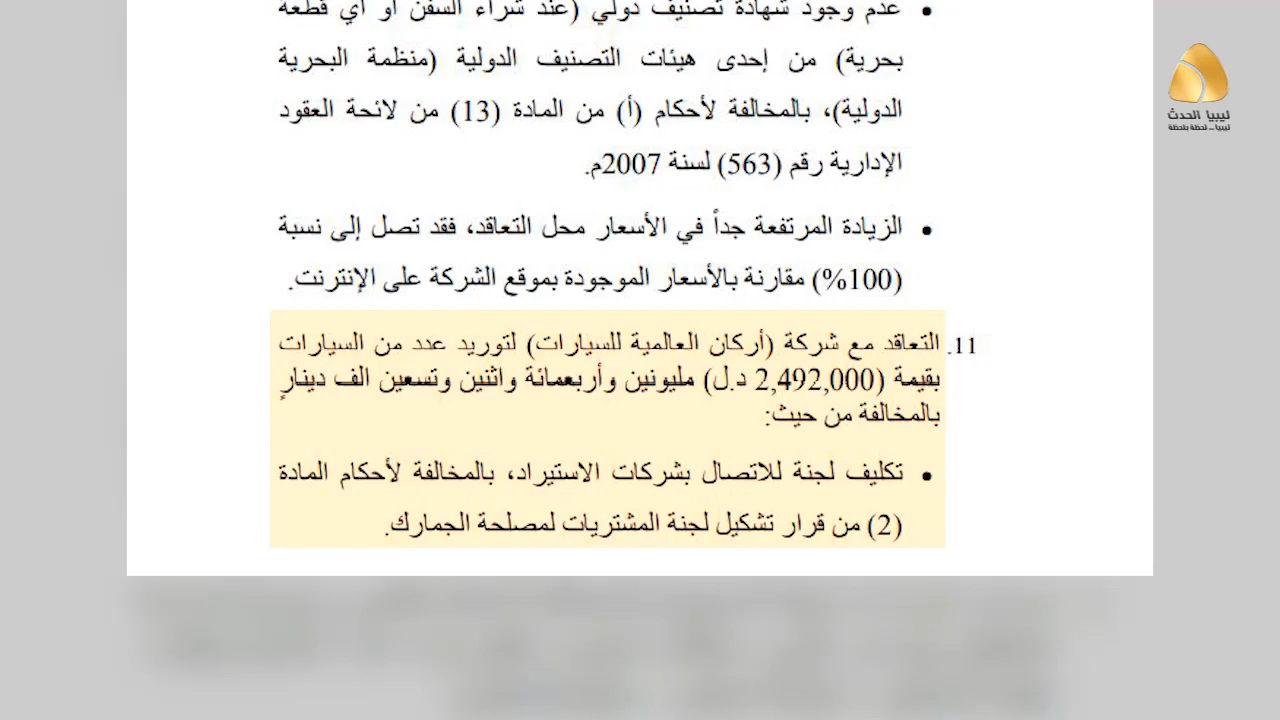 عدم وجود شهادة تصنيف دولي (عند شراء السفن أو أي قطعة
بحرية) من إحدى هيئات التصنيف الدولية (منظمة البحرية
الدولية)، بالمخالفة لأحكام (أ) من المادة (13) من لائحة العقود
الإدارية رقم (563) لسنة 2007م.
• الزيادة المرتفعة جداً في الأسعار محل التعاقد، فقد تصل إلى نسبة
(100%) مقارنة بالأسعار الموجودة بموقع الشركة على الإنترنت.
11. التعاقد مع شركة (أركان العالمية للسيارات) لتوريد عدد من السيارات
بقيمة (2,492,000 د.ل) مليونين وأربعمائة واثنين وتسعين الف دينارٍ
بالمخالفة من حيث:
• تكليف لجنة للاتصال بشركات الاستيراد، بالمخالفة لأحكام المادة
(2) من قرار تشكيل لجنة المشتريات لمصلحة الجمارك.
ليبيا الحدث
ليبيا... لحظة بلحظة